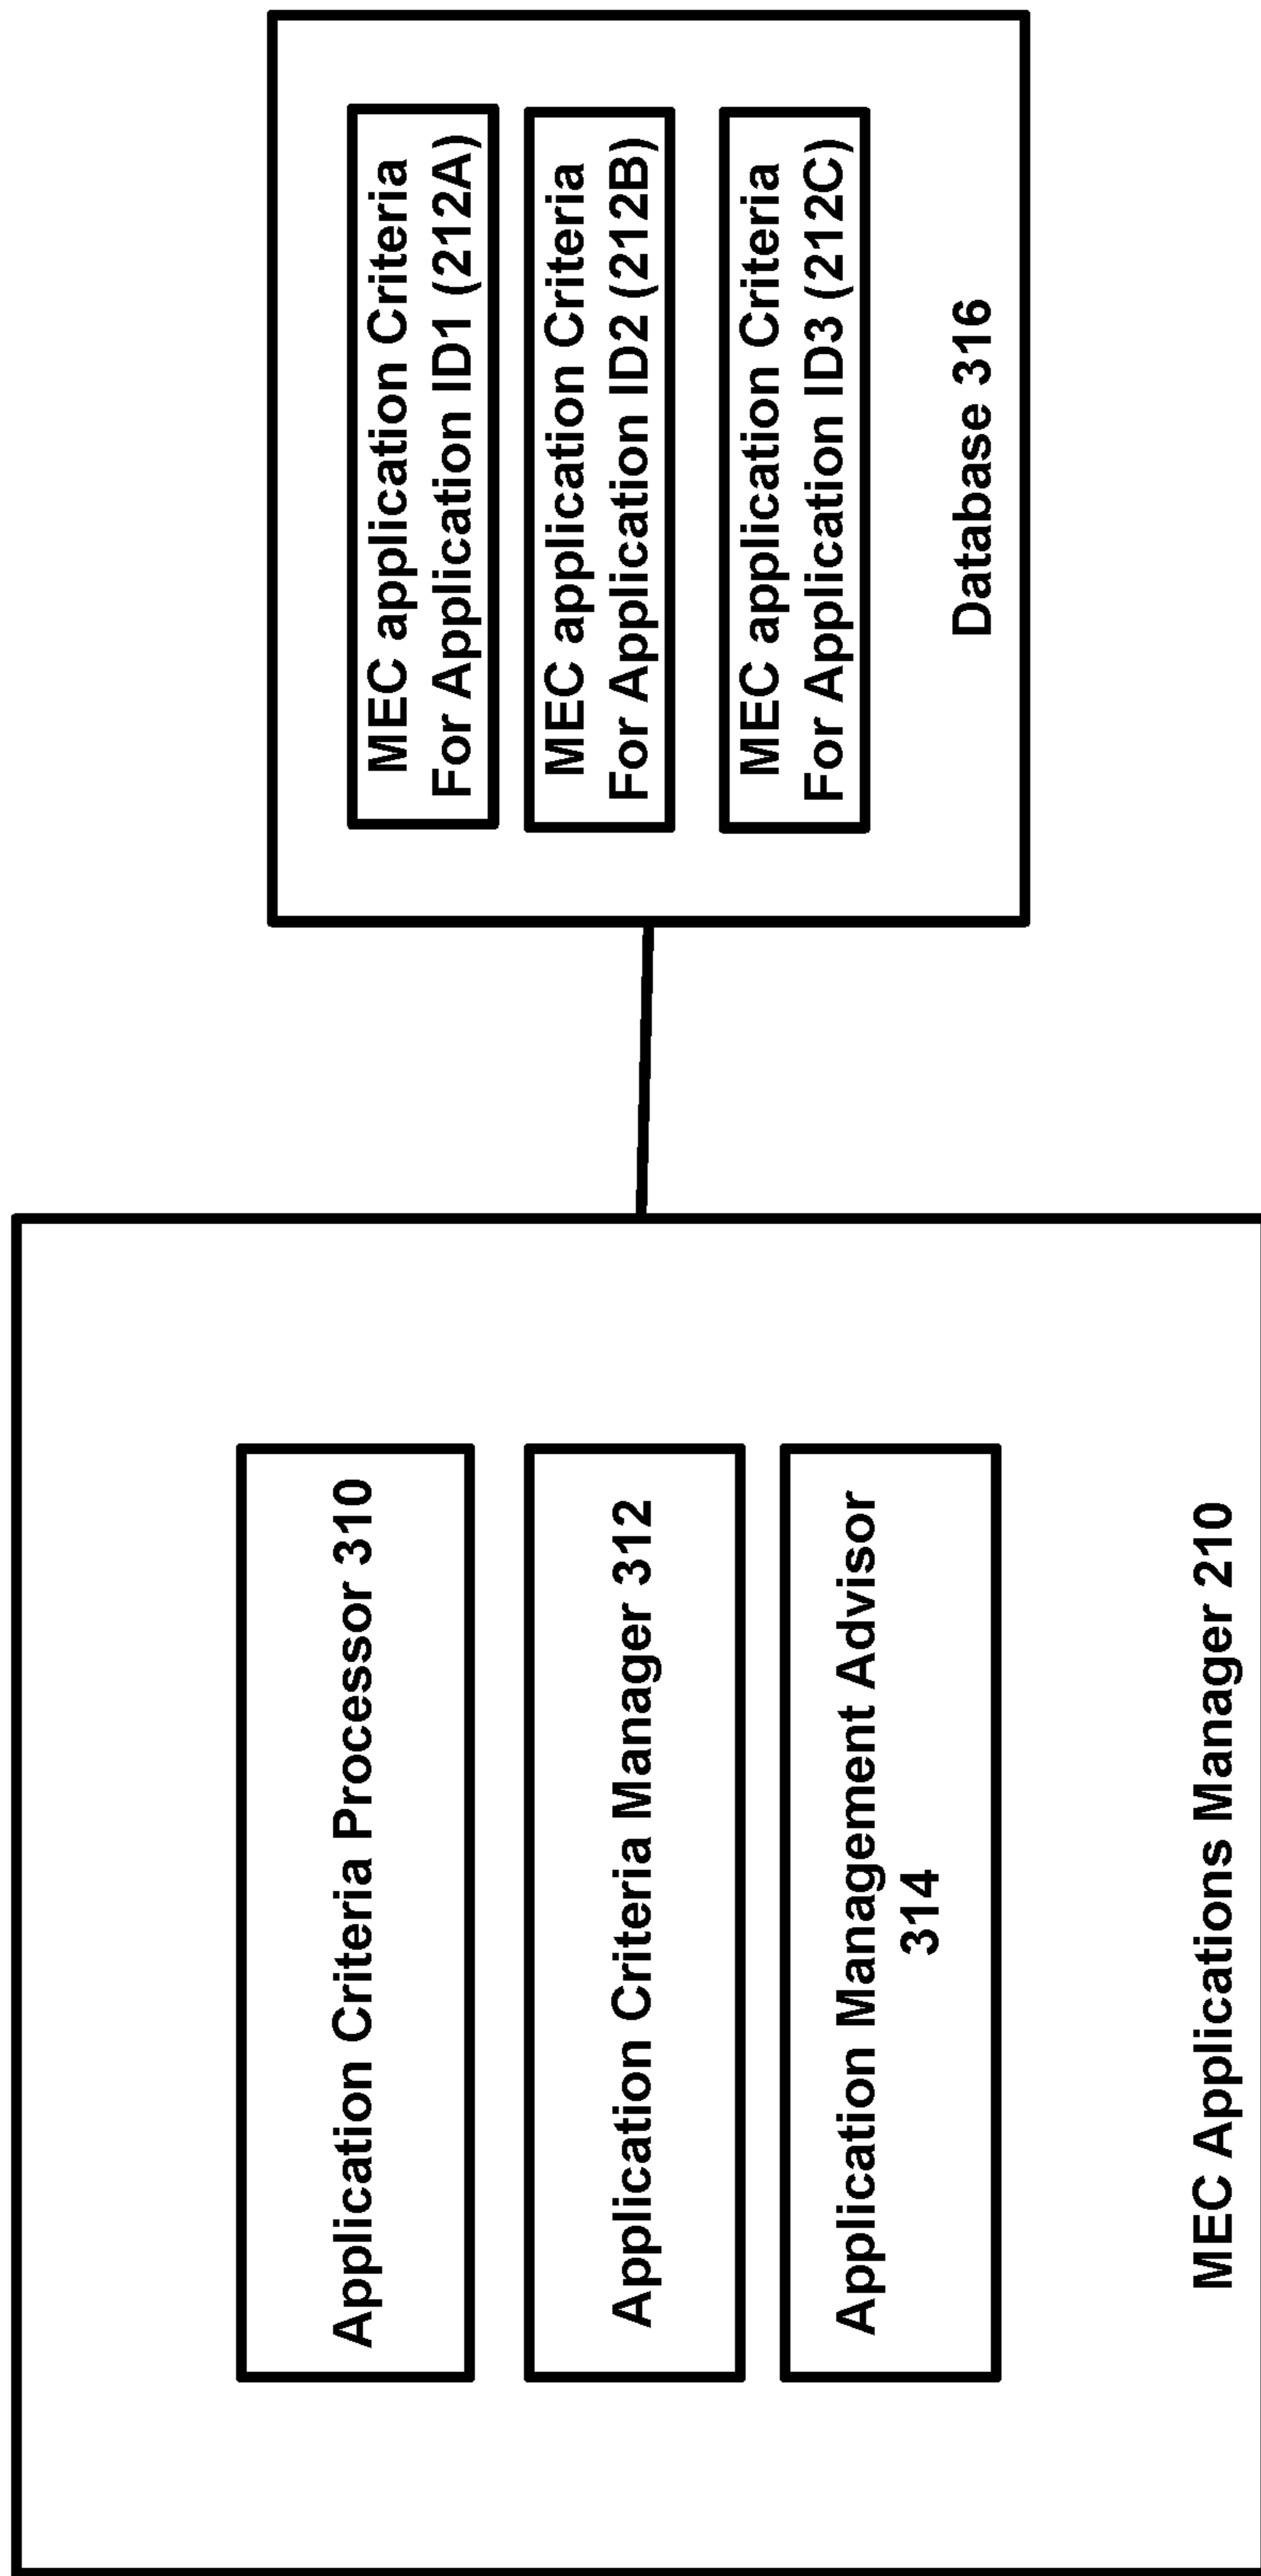 Application Criteria Processor 310
Application Criteria Manager 312
Application Management Advisor
314
MEC Applications Manager 210
MEC application Criteria
For Application ID1 (212A)
MEC application Criteria
For Application ID2 (212B)
MEC application Criteria
For Application ID3 (212C)
Database 316